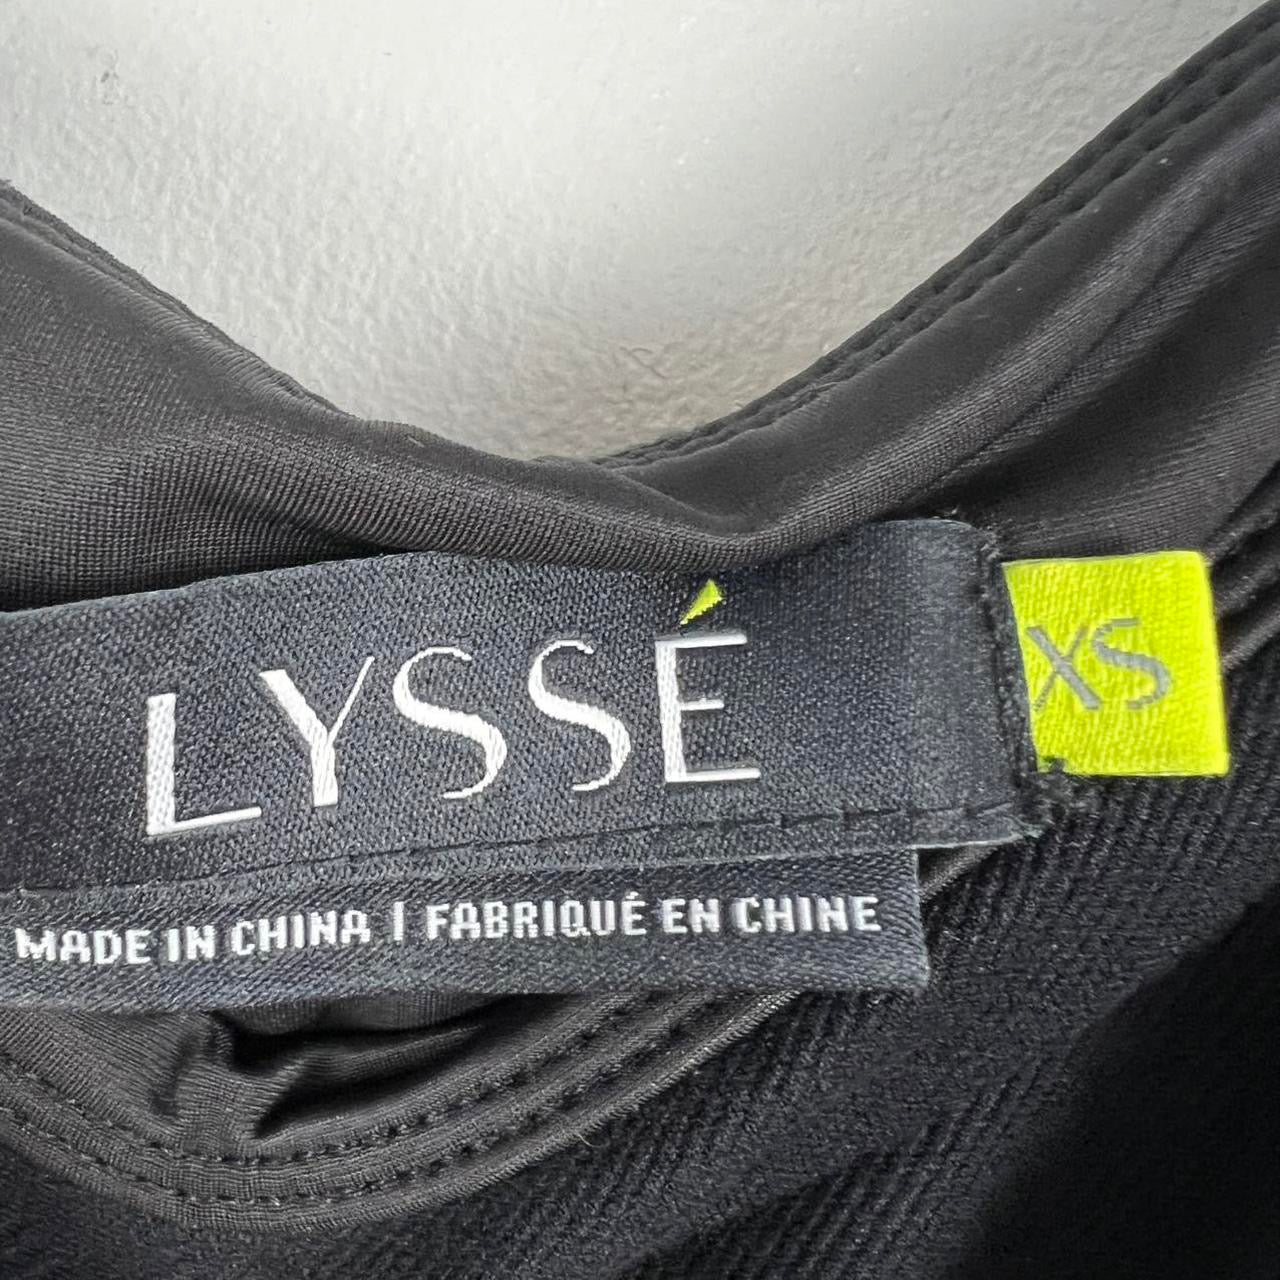 LYSSÉ
XS
MADE IN CHINA | FABRIQUÉ EN CHINE